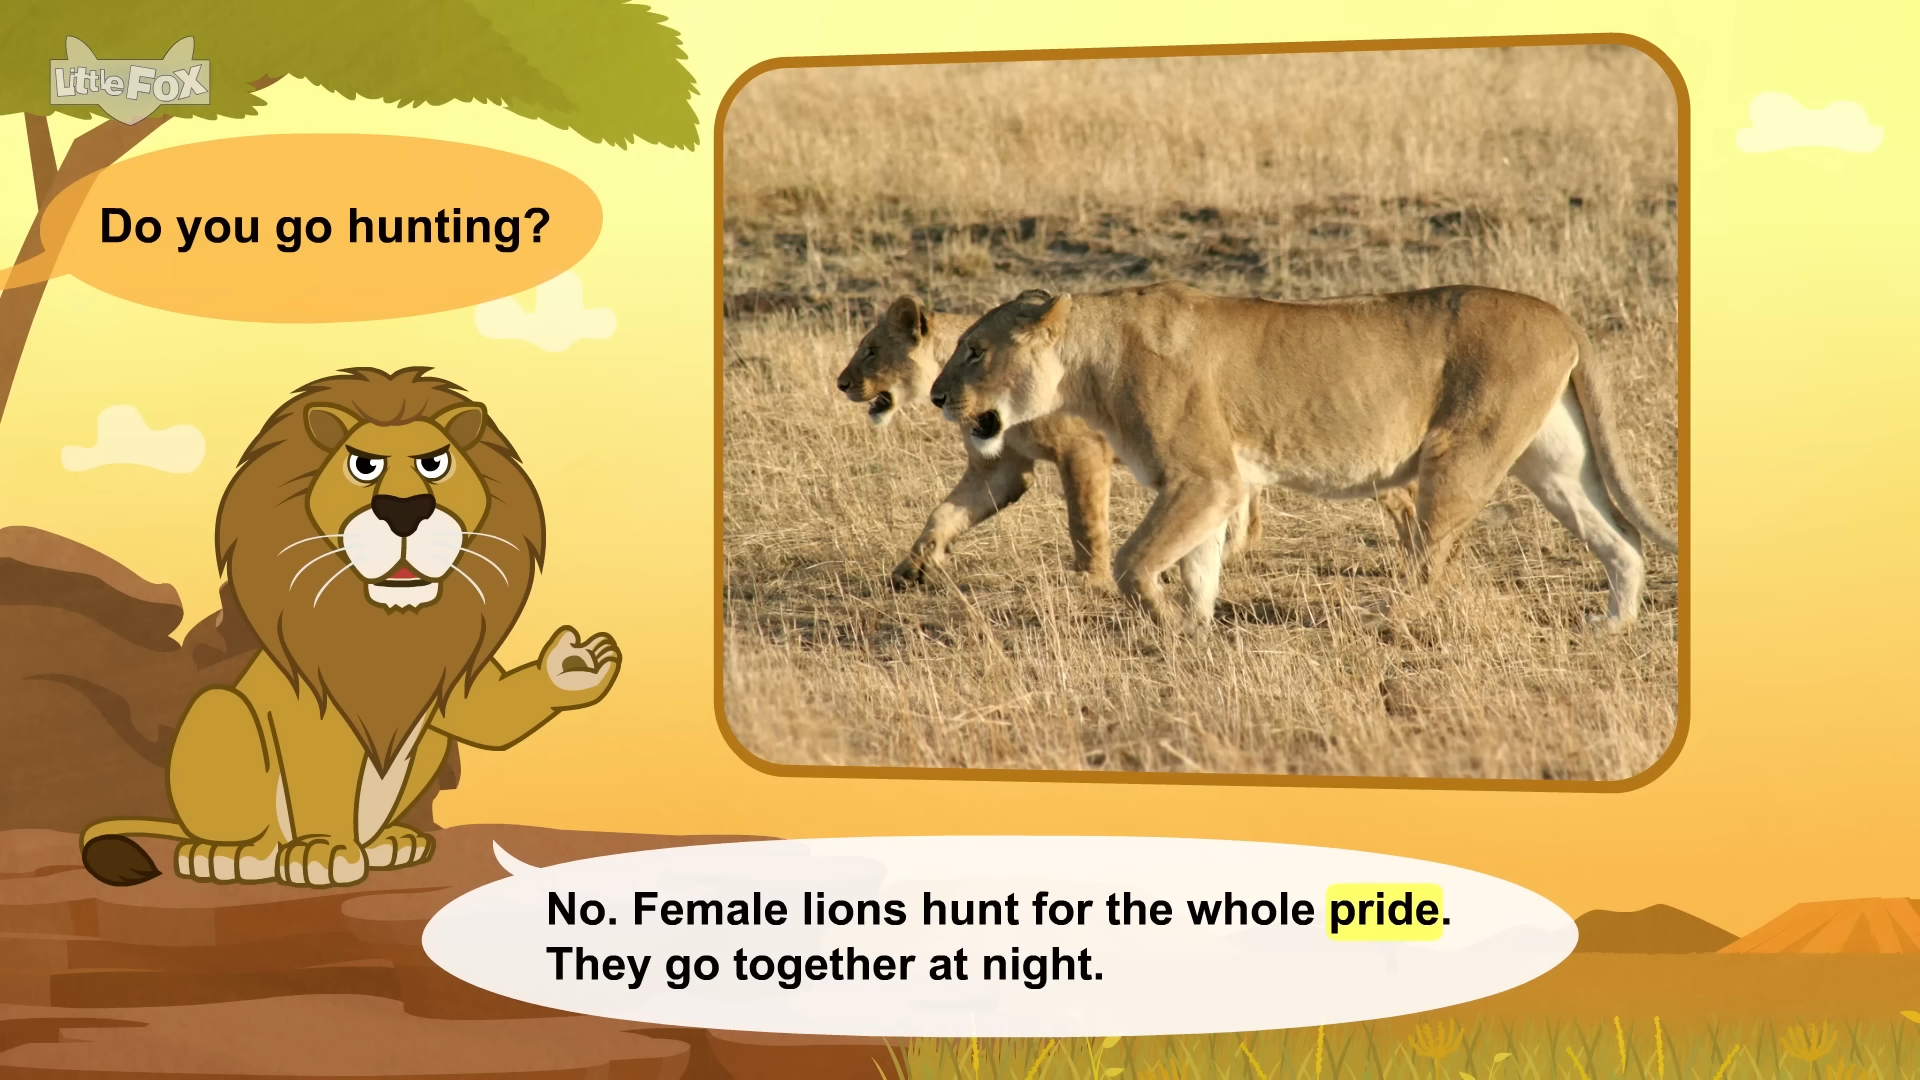 Little Fox
Do you go hunting?
No. Female lions hunt for the whole pride.
They go together at night.